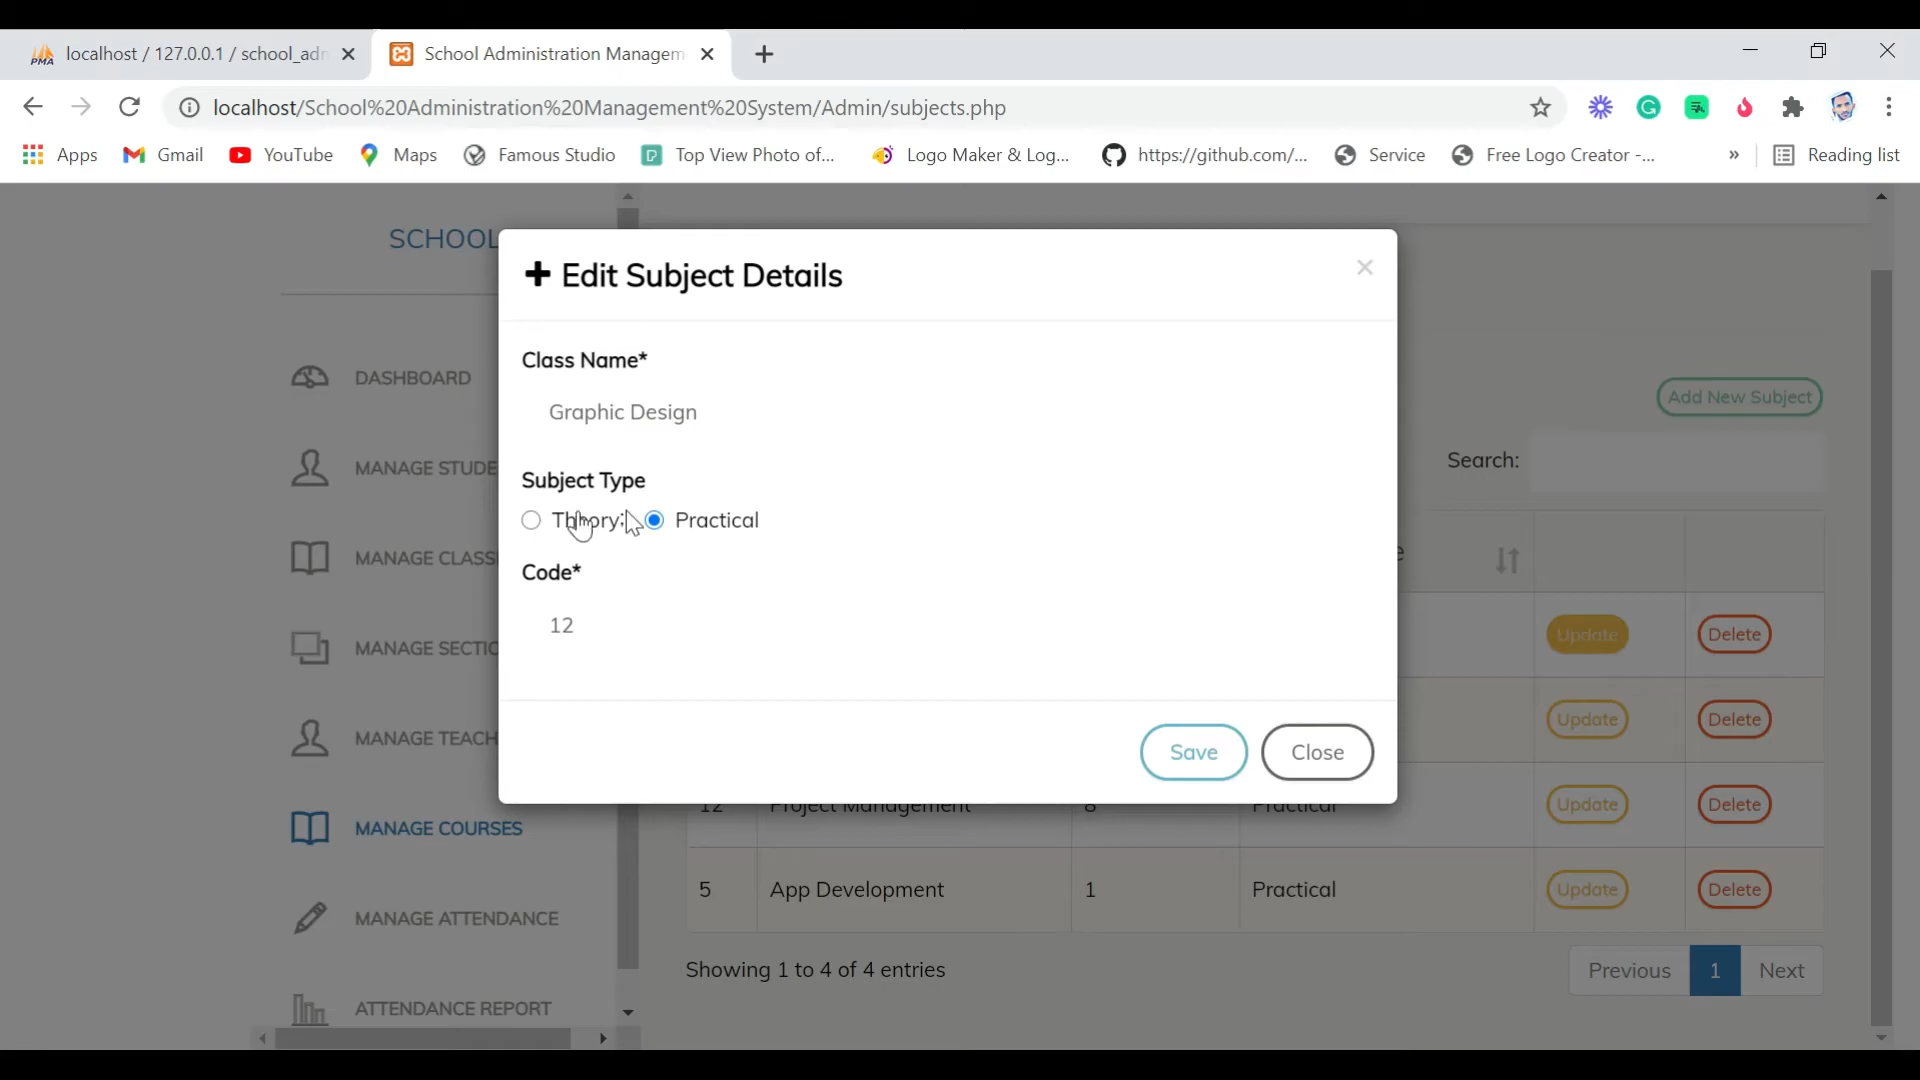 localhost / 127.0.0.1 / school_adm
School Administration Managem
localhost/School%20Administration%20Management%20System/Admin/subjects.php
Apps
Gmail
YouTube
Maps
Famous Studio
Top View Photo of...
Logo Maker & Log...
https://github.com/...
Service
Free Logo Creator -...
»
Reading list
SCHOOL
DASHBOARD
MANAGE STUDE
MANAGE CLASS
MANAGE SECTIO
MANAGE TEACH
MANAGE COURSES
MANAGE ATTENDANCE
ATTENDANCE REPORT
Edit Subject Details
×
Class Name*
Graphic Design
Subject Type
Theory;
Practical
Code*
12
Save
Close
Add New Subject
Search:
e
Update Delete
Update Delete
12 Project Management 8 Practical Update Delete
5 App Development 1 Practical Update Delete
Showing 1 to 4 of 4 entries
Previous 1 Next